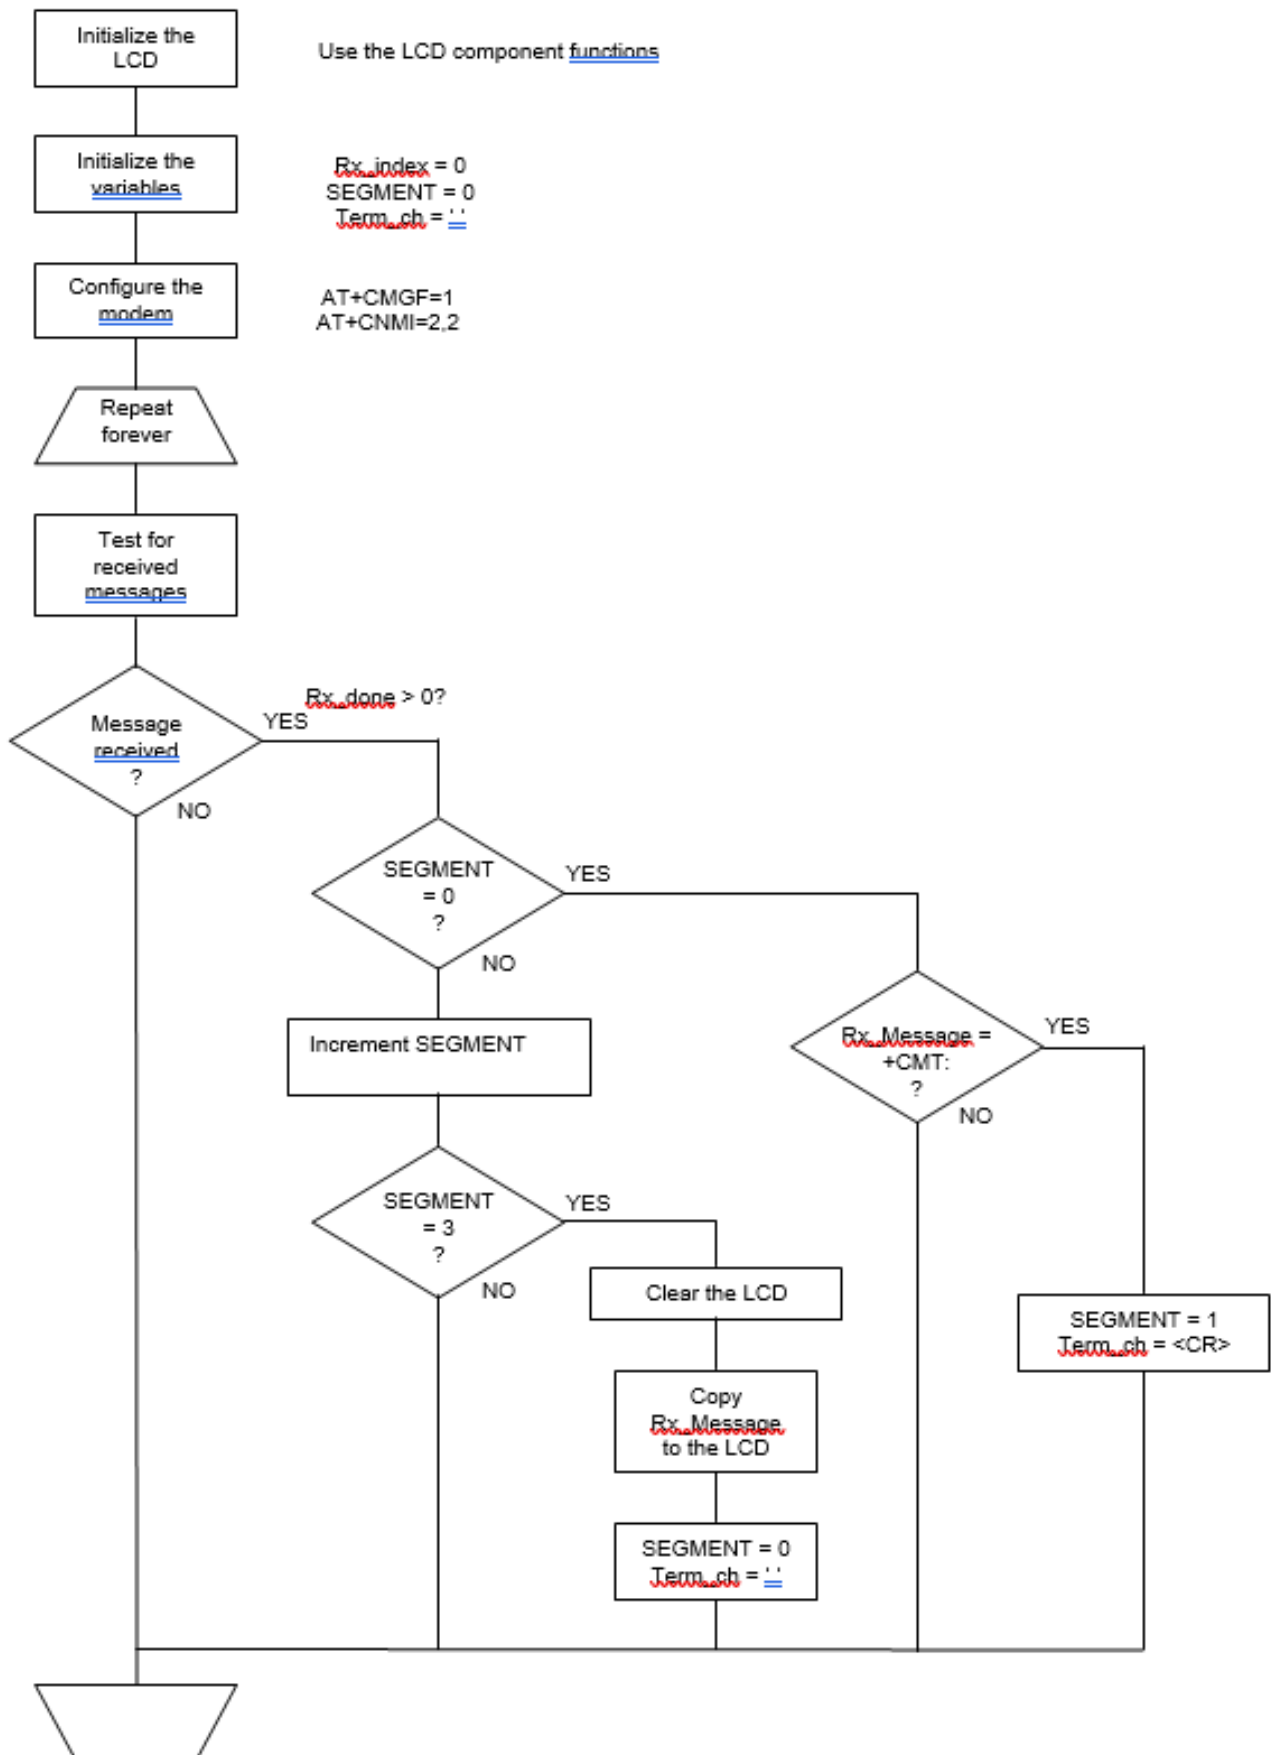 Initialize the
LCD
Use the LCD component functions
Initialize the
variables
Rx_index = 0
SEGMENT = 0
Term_ch = ' '
Configure the
modem
AT+CMGF=1
AT+CNMI=2,2
Repeat
forever
Test for
received
messages
Rx_done > 0?
YES
Message
received
?
NO
SEGMENT
= 0
?
YES
NO
Increment SEGMENT
Rx_Message =
+CMT:
?
YES
NO
SEGMENT
= 3
?
YES
NO
Clear the LCD
SEGMENT = 1
Term_ch = <CR>
Copy
Rx_Message
to the LCD
SEGMENT = 0
Term_ch = ' '